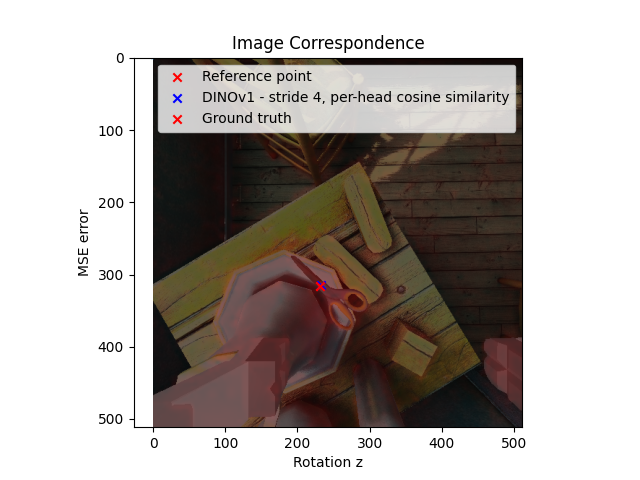 Image Correspondence
Reference point
DINOv1 - stride 4, per-head cosine similarity
Ground truth
0
100
200
300
400
500
MSE error
0
100
200
300
400
500
Rotation z